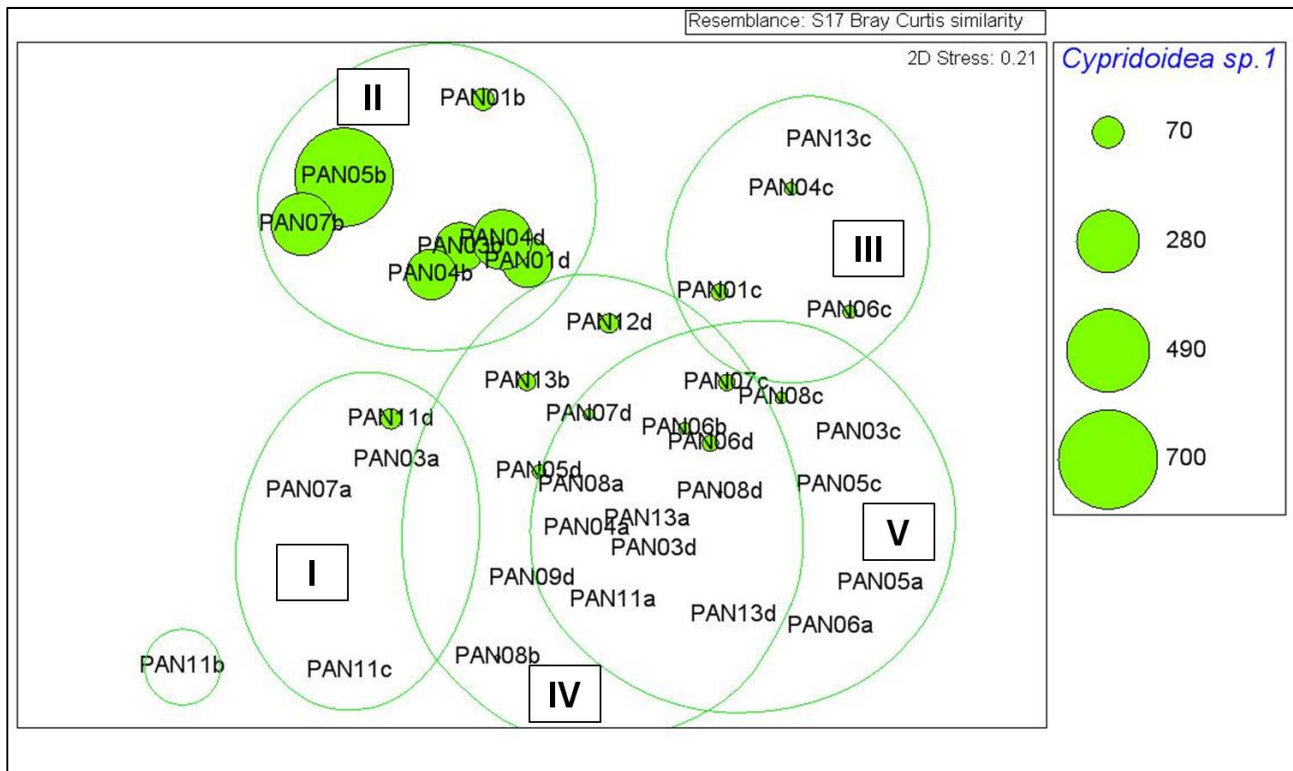 Resemblance: S17 Bray Curtis similarity
2D Stress: 0.21
Cypridoidea sp.1
70
280
490
700
II
PAN01b
PAN05b
PAN07b
PAN03b
PAN04d
PAN01d
PAN04b
PAN13c
PAN04c
III
PAN01c
PAN06c
PAN12d
PAN13b
PAN07c
PAN08c
PAN07d
PAN06b
PAN06d
PAN03c
PAN11d
PAN03a
PAN07a
PAN05d
PAN08a
PAN08d
PAN05c
PAN13a
PAN04a
PAN03d
V
I
PAN09d
PAN11a
PAN05a
PAN13d
PAN06a
PAN11b
PAN11c
PAN08b
IV